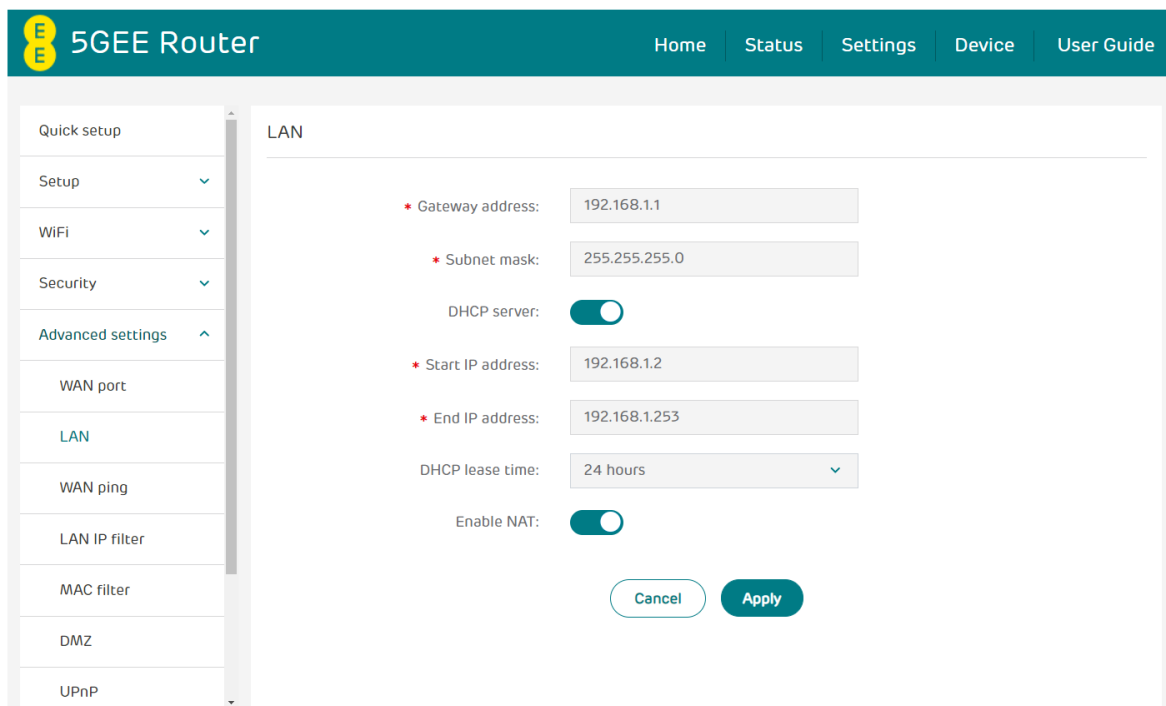 E
E
5GEE Router
Home
Status
Settings
Device
User Guide
Quick setup
Setup
WiFi
Security
Advanced settings
WAN port
LAN
WAN ping
LAN IP filter
MAC filter
DMZ
UPnP
LAN
* Gateway address: 192.168.1.1
* Subnet mask: 255.255.255.0
DHCP server:
* Start IP address: 192.168.1.2
* End IP address: 192.168.1.253
DHCP lease time: 24 hours
Enable NAT:
Cancel
Apply